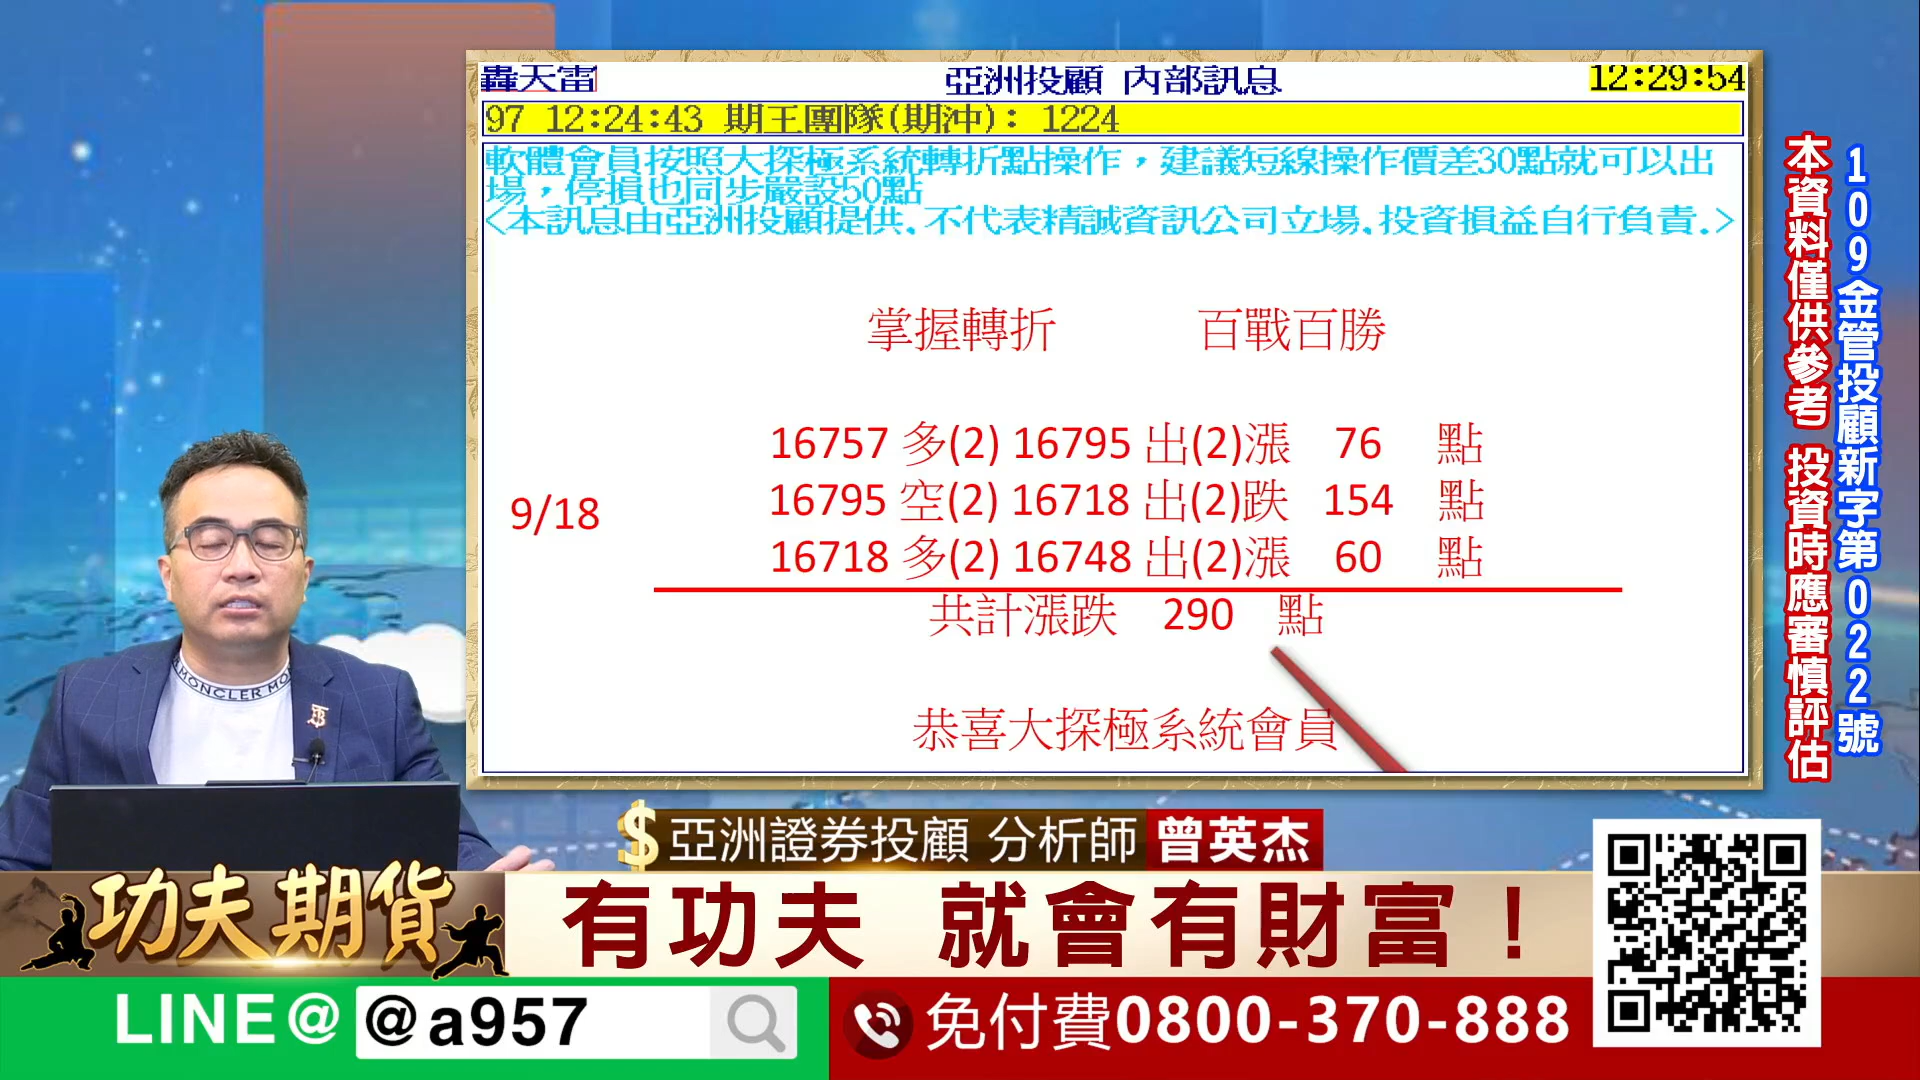 轟天雷
亞洲投顧 內部訊息
12:29:54
97 12:24:43 期王團隊(期沖): 1224
軟體會員按照大探極系統轉折點操作，建議短線操作價差30點就可以出
場，停損也同步嚴設50點
<本訊息由亞洲投顧提供.不代表精誠資訊公司立場.投資損益自行負責.>
掌握轉折 百戰百勝
16757 多(2) 16795 出(2)漲 76 點
9/18
16795 空(2) 16718 出(2)跌 154 點
16718 多(2) 16748 出(2)漲 60 點
共計漲跌 290 點
恭喜大探極系統會員
109金管投顧新字第022號
本資料僅供參考 投資時應審慎評估
MONCLER MO
$亞洲證券投顧 分析師 曾英杰
功夫期貨
有功夫 就會有財富！
LINE@ @a957
免付費0800-370-888